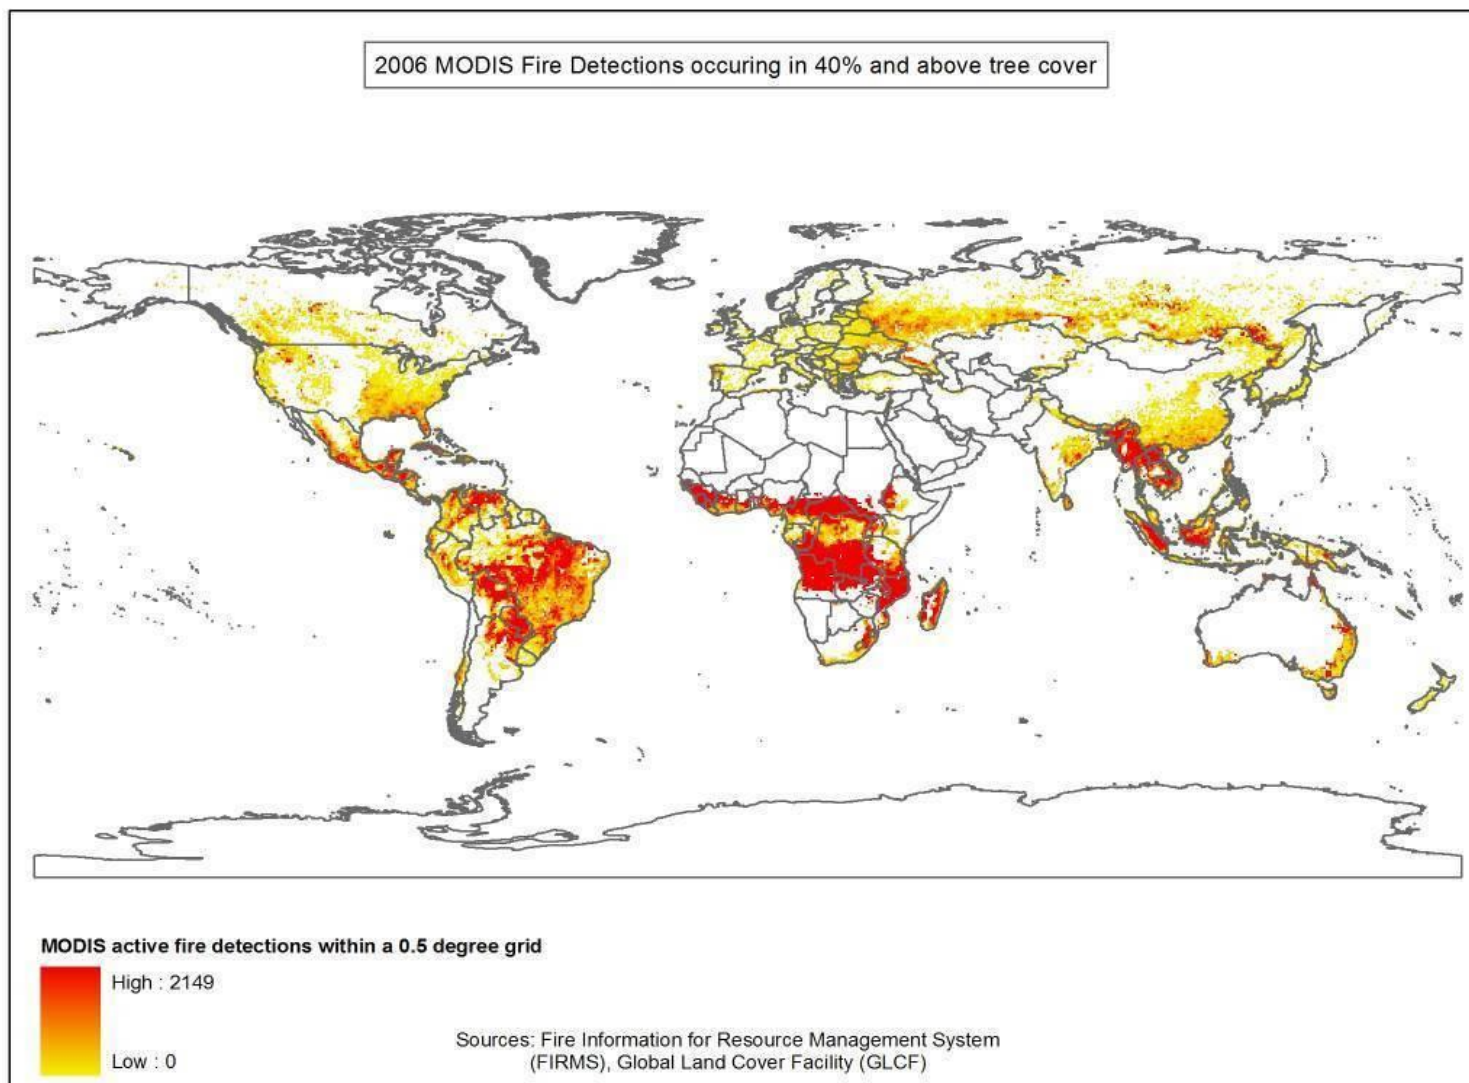 2006 MODIS Fire Detections occuring in 40% and above tree cover
MODIS active fire detections within a 0.5 degree grid
High : 2149
Low : 0
Sources: Fire Information for Resource Management System
(FIRMS), Global Land Cover Facility (GLCF)